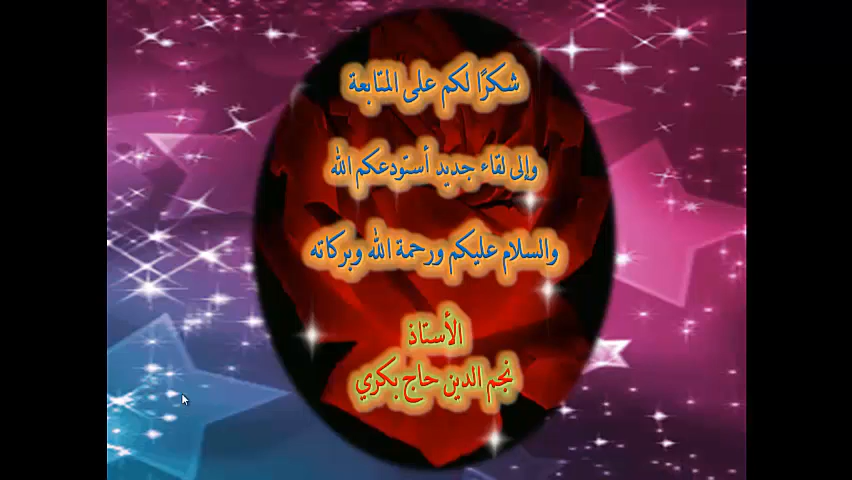 شكرًا لكم على المتابعة
وإلى لقاء جديد أستودعكم الله
والسلام عليكم ورحمة الله وبركاته
الأستاذ
نجم الدين حاج بكري